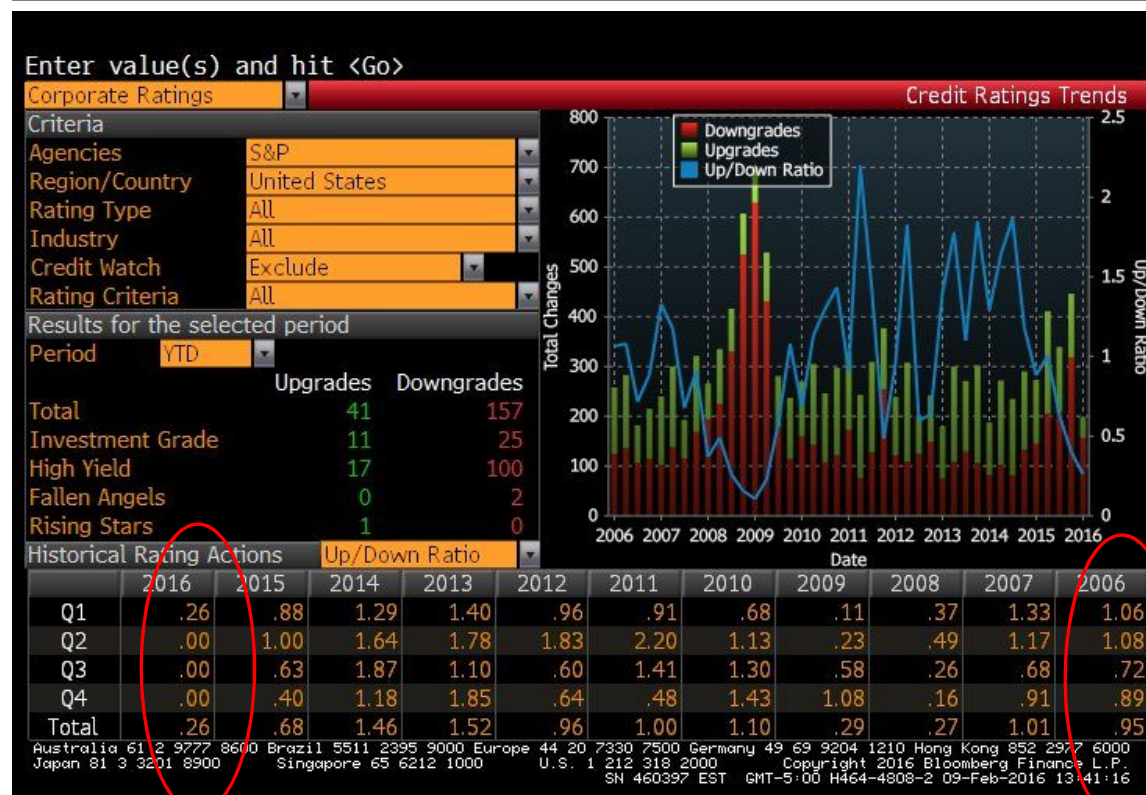 Enter value(s) and hit <Go>
Corporate Ratings
Credit Ratings Trends
Criteria
Agencies S&P
Region/Country United States
Rating Type All
Industry All
Credit Watch Exclude
Rating Criteria All
Results for the selected period
Period YTD
Upgrades Downgrades
Total 41 157
Investment Grade 11 25
High Yield 17 100
Fallen Angels 0 2
Rising Stars 1 0
Downgrades
Upgrades
Up/Down Ratio
800
700
600
500
400
300
200
100
0
Total Changes
2.5
2
1.5
1
0.5
0
Up/Down Ratio
2006 2007 2008 2009 2010 2011 2012 2013 2014 2015 2016
Date
Historical Rating Actions Up/Down Ratio
2016 2015 2014 2013 2012 2011 2010 2009 2008 2007 2006
Q1 .26 .88 1.29 1.40 .96 .91 .68 .11 .37 1.33 1.06
Q2 .00 1.00 1.64 1.78 1.83 2.20 1.13 .23 .49 1.17 1.08
Q3 .00 .63 1.87 1.10 .60 1.41 1.30 .58 .26 .68 .72
Q4 .00 .40 1.18 1.85 .64 .48 1.43 1.08 .16 .91 .89
Total .26 .68 1.46 1.52 .96 1.00 1.10 .29 .27 1.01 .95
Australia 61 2 9777 8600 Brazil 5511 2395 9000 Europe 44 20 7330 7500 Germany 49 69 9204 1210 Hong Kong 852 2977 6000
Japan 81 3 3201 8900 Singapore 65 6212 1000 U.S. 1 212 318 2000 Copyright 2016 Bloomberg Finance L.P.
SN 460397 EST GMT-5:00 H464-4808-2 09-Feb-2016 13:41:16